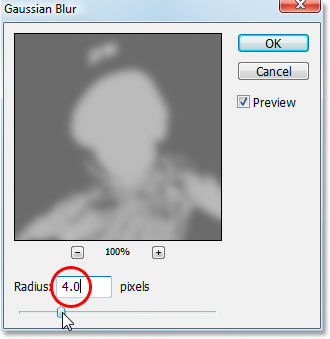 Gaussian Blur
OK
Cancel
Preview
100%
Radius: 4.0 pixels